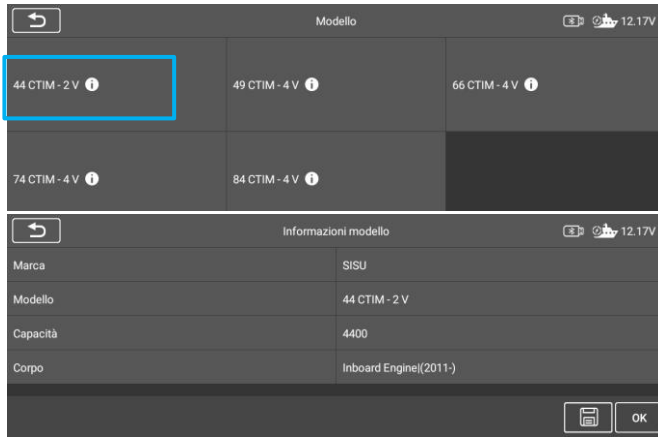 Modello 12.17V
44 CTIM - 2 V 49 CTIM - 4 V 66 CTIM - 4 V
74 CTIM - 4 V 84 CTIM - 4 V
Informazioni modello 12.17V
Marca SISU
Modello 44 CTIM - 2 V
Capacità 4400
Corpo Inboard Engine|(2011-)
OK